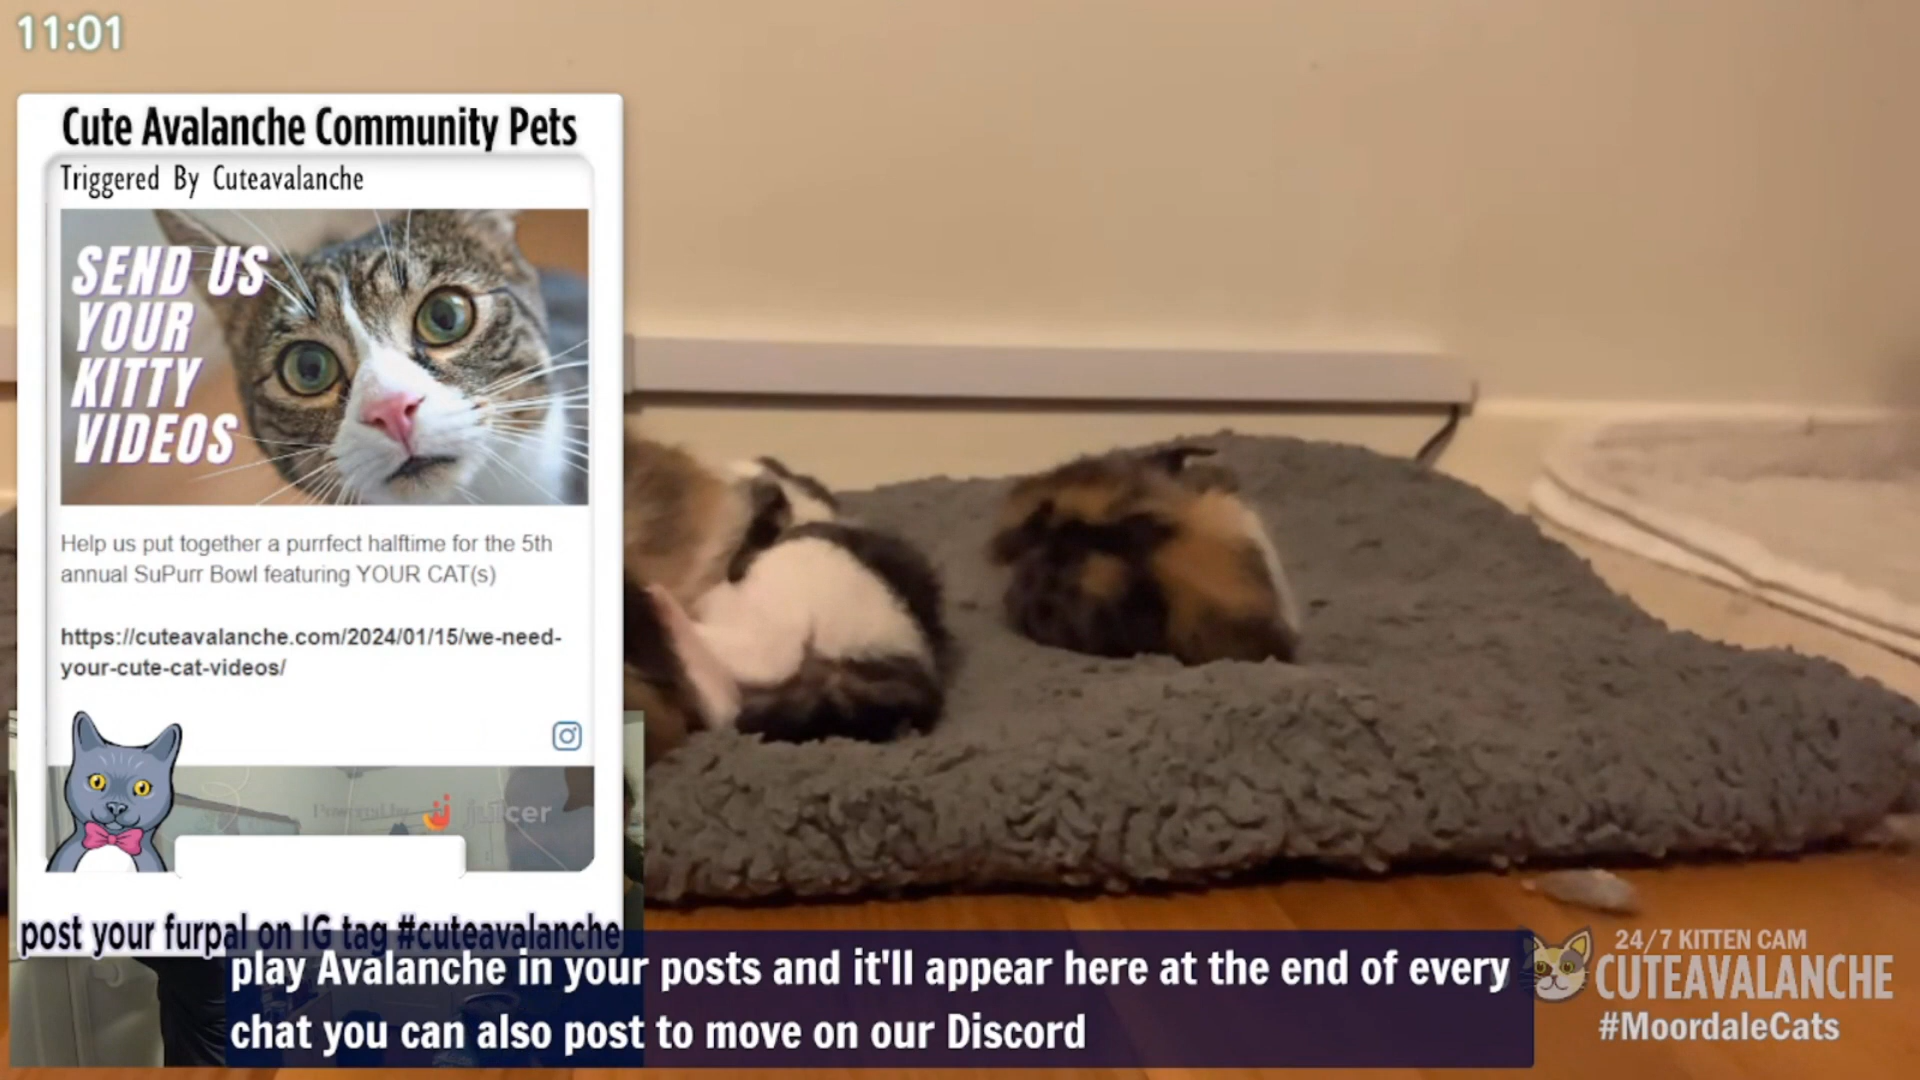 11:01
Cute Avalanche Community Pets
Triggered By Cuteavalanche
SEND US
YOUR
KITTY
VIDEOS
Help us put together a purrfect halftime for the 5th
annual SuPurr Bowl featuring YOUR CAT(s)
https://cuteavalanche.com/2024/01/15/we-need-
your-cute-cat-videos/
Powered by juicer
post your furpal on IG tag #cuteavalanche
play Avalanche in your posts and it'll appear here at the end of every
chat you can also post to move on our Discord
24/7 KITTEN CAM
CUTEAVALANCHE
#MoordaleCats